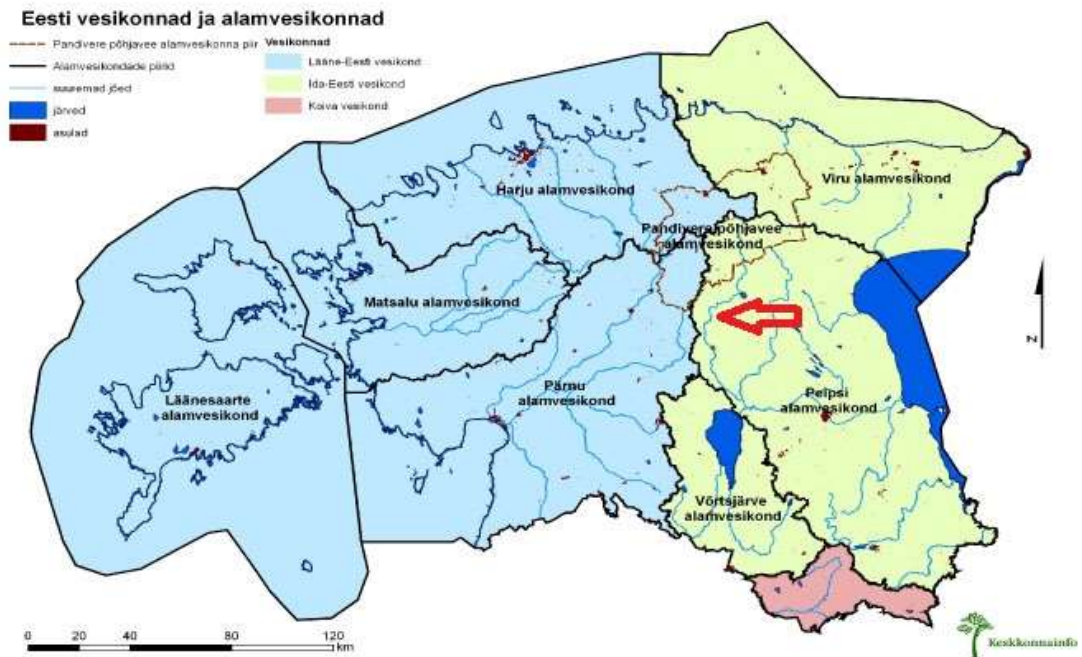 Eesti vesikonnad ja alamvesikonnad
Pandivere põhjavee alamvesikonna piir
Alamvesikondade piirid
suuremad jõed
järved
asulad
Vesikonnad
Lääne-Eesti vesikond
Ida-Eesti vesikond
Koiva vesikond
Harju alamvesikond
Viru alamvesikond
Pandivere põhjavee
alamvesikond
Matsalu alamvesikond
Läänesaarte
alamvesikond
Pärnu
alamvesikond
Peipsi
alamvesikond
Võrtsjärve
alamvesikond
N
0 20 40 80 120
km
Keskkonnainfo